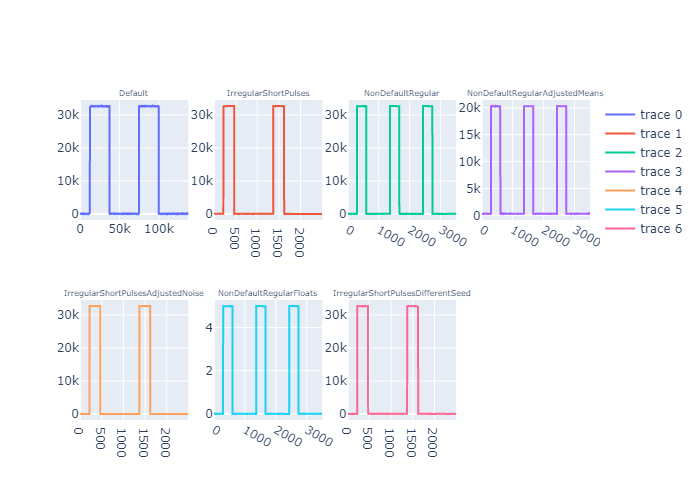 Default IrregularShortPulses NonDefaultRegular NonDefaultRegularAdjustedMeans
30k 30k 30k 20k
20k 20k 20k 15k
10k 10k 10k 10k
5k
0 0 0 0
0 50k 100k 0 500 1000 1500 2000 0 1000 2000 3000 0 1000 2000 3000
trace 0
trace 1
trace 2
trace 3
trace 4
trace 5
trace 6
IrregularShortPulsesAdjustedNoise NonDefaultRegularFloats IrregularShortPulsesDifferentSeed
30k 4 30k
20k 2 20k
10k 10k
0 0 0
0 500 1000 1500 2000 0 1000 2000 3000 0 500 1000 1500 2000